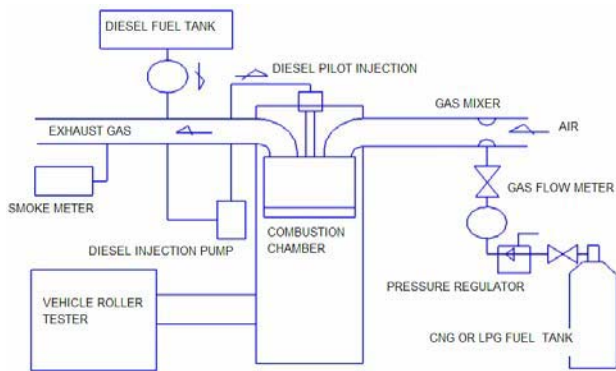 DIESEL FUEL TANK
DIESEL PILOT INJECTION
GAS MIXER
EXHAUST GAS
AIR
SMOKE METER
GAS FLOW METER
DIESEL INJECTION PUMP
COMBUSTION
CHAMBER
PRESSURE REGULATOR
VEHICLE ROLLER
TESTER
CNG OR LPG FUEL TANK